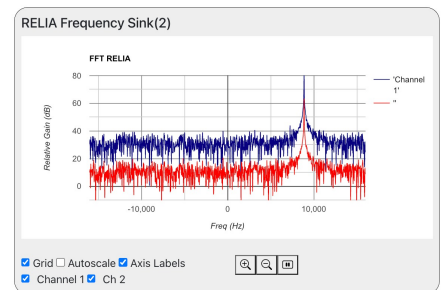 RELIA Frequency Sink(2)
FFT RELIA
80
60
40
20
0
Relative Gain (dB)
-10,000
0
10,000
Freq (Hz)
'Channel
1'
''
Grid Autoscale Axis Labels
Channel 1 Ch 2